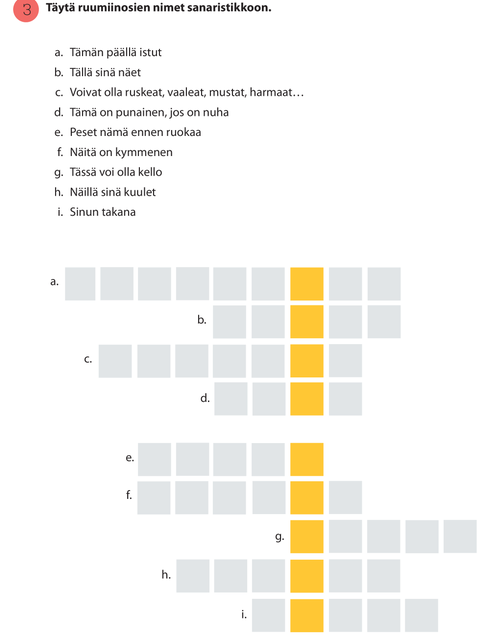 3 Täytä ruumiinosien nimet sanaristikkoon.
a. Tämän päällä istut
b. Tällä sinä näet
c. Voivat olla ruskeat, vaaleat, mustat, harmaat…
d. Tämä on punainen, jos on nuha
e. Peset nämä ennen ruokaa
f. Näitä on kymmenen
g. Tässä voi olla kello
h. Näillä sinä kuulet
i. Sinun takana
a.
b.
c.
d.
e.
f.
g.
h.
i.